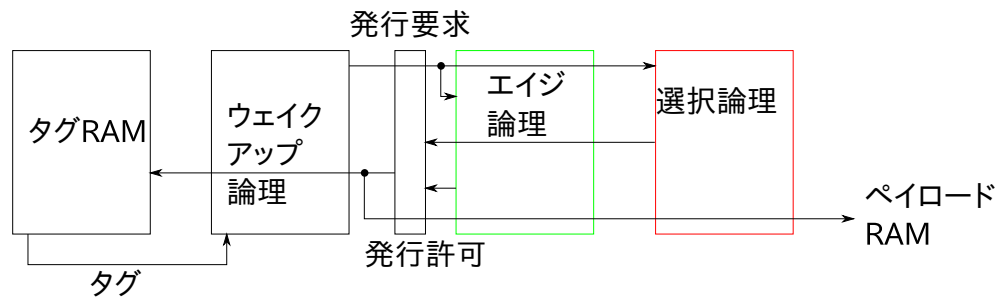 発行要求
タグRAM
ウェイク
アップ
論理
エイジ
論理
選択論理
ペイロード
RAM
発行許可
タグ